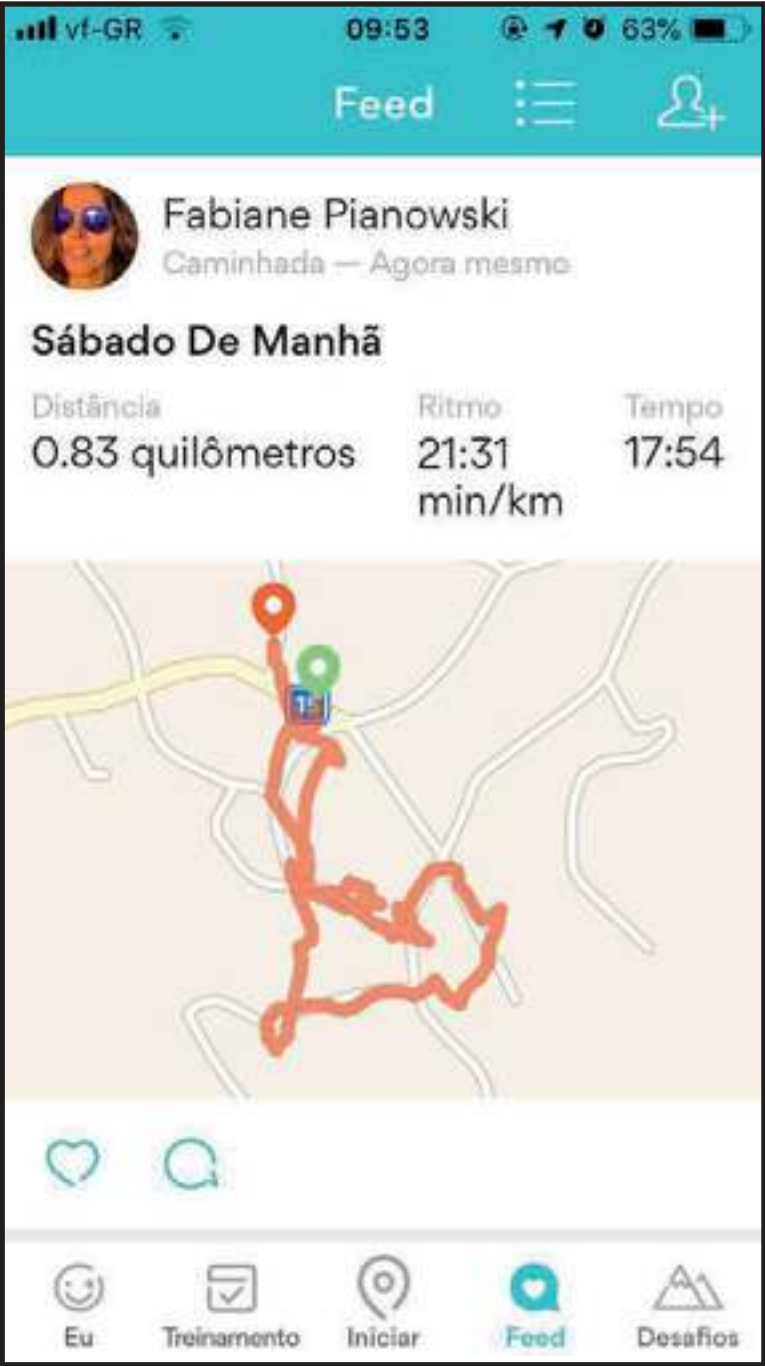 vf-GR 09:53 63%
Feed
Fabiane Pianowski
Caminhada — Agora mesmo
Sábado De Manhã
Distância Ritmo Tempo
0.83 quilômetros 21:31 17:54
min/km
Eu Treinamento Iniciar Feed Desafios